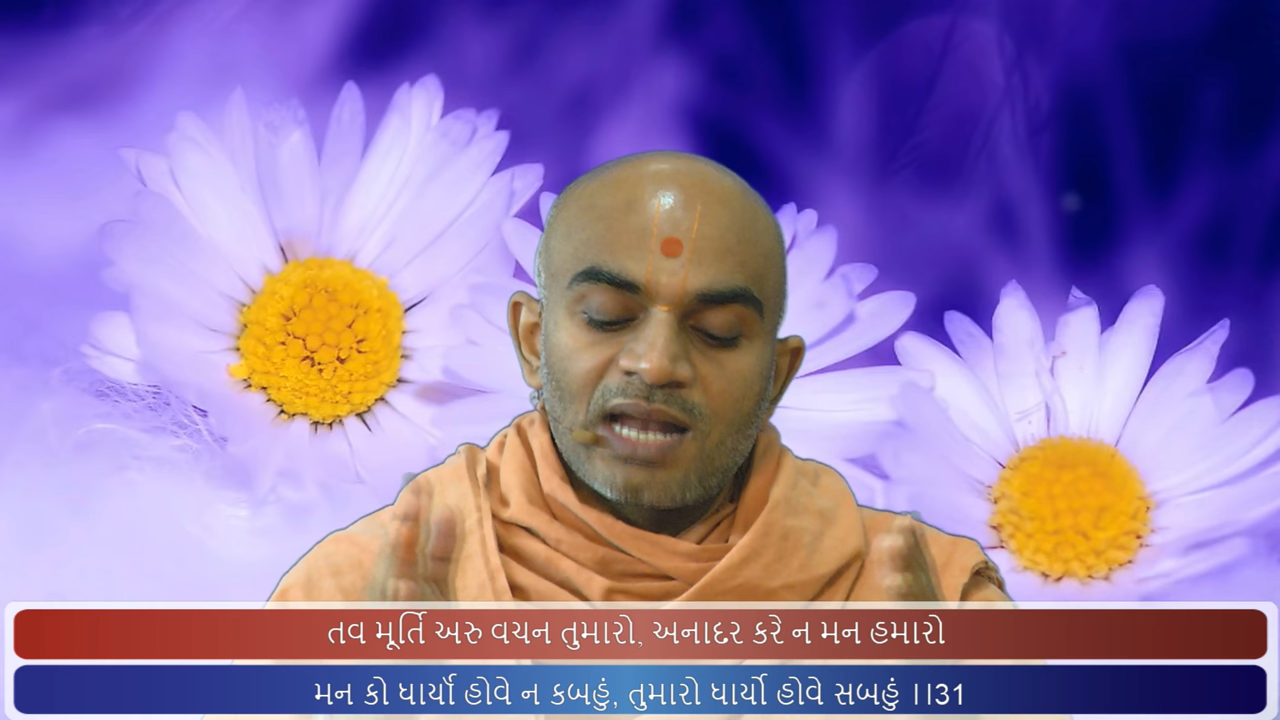 તવ મૂર્તિ અરુ વચન તુમારો, અનાદર કરે ન મન હમારો
મન કો ધાર્યો હોવે ન કબહું, તુમારો ધાર્યો હોવે સબહું ।।31